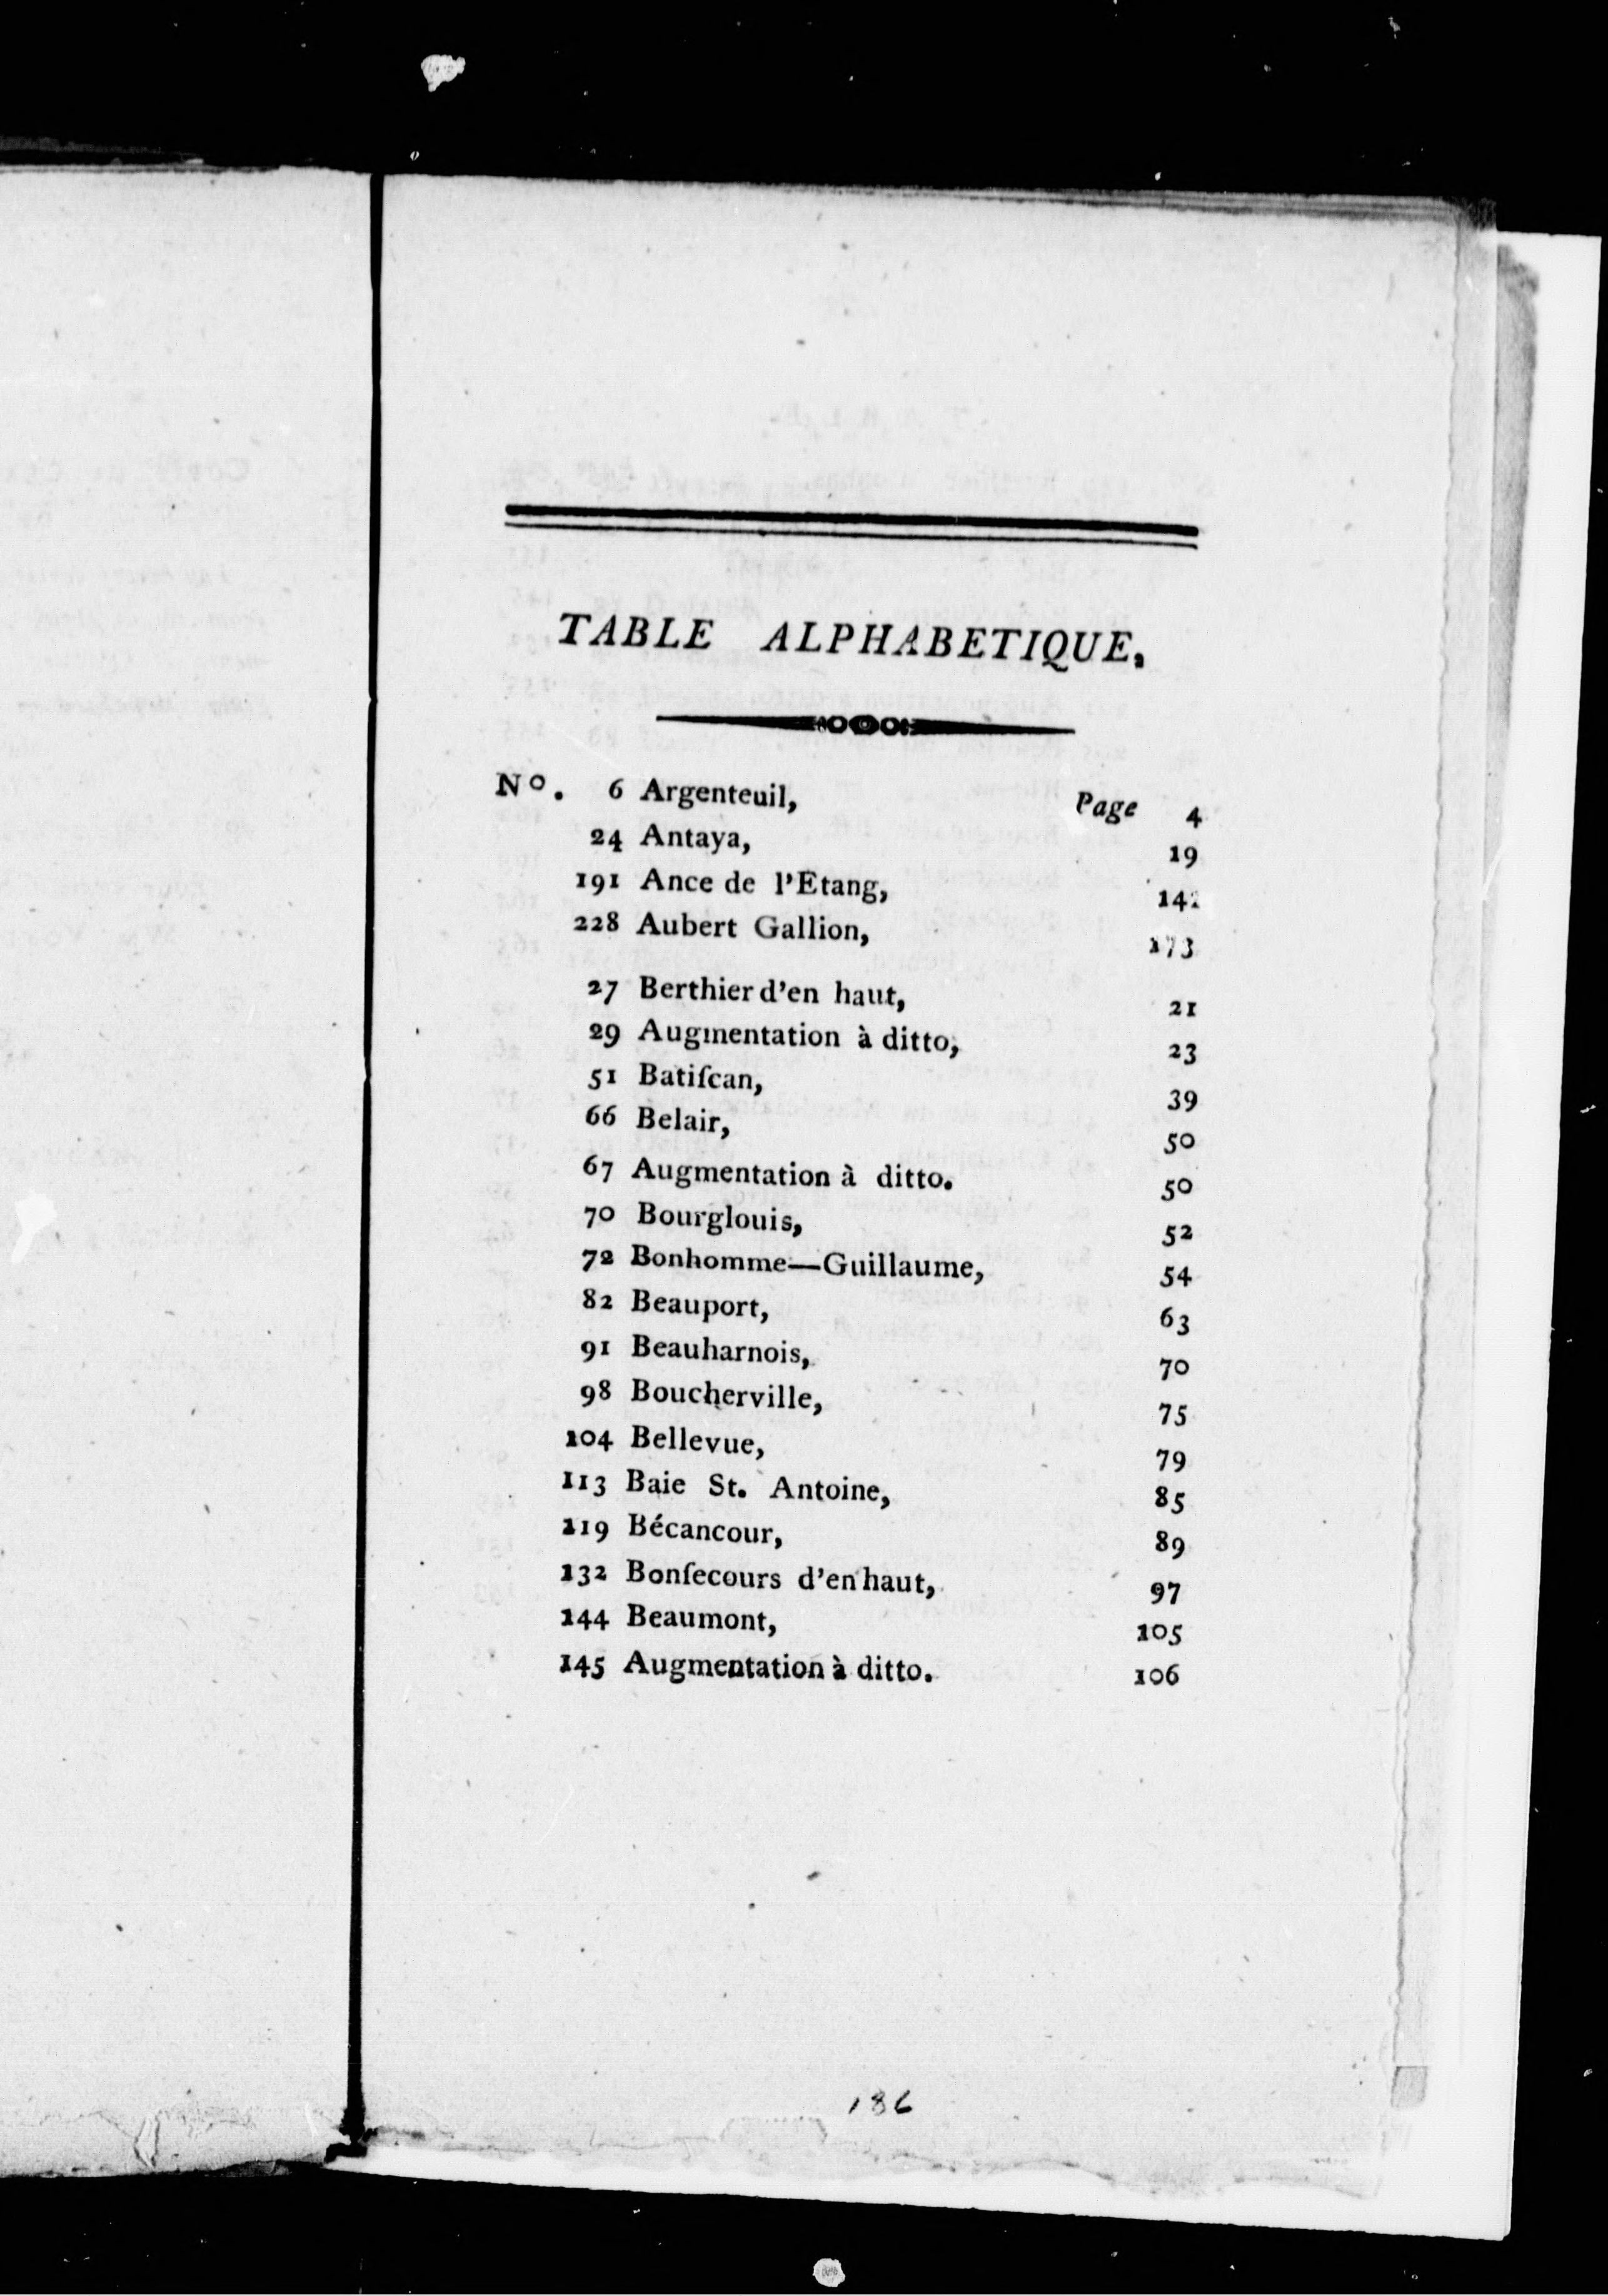 TABLE ALPHABETIQUE,
No. 6 Argenteuil, Page 4
24 Antaya, 19
191 Ance de l'Etang,
228 Aubert Gallion, 173
27 Berthier d'en haut, 21
29 Augmentation à ditto, 23
51 Batiſcan, 39
66 Belair, 50
67 Augmentation à ditto. 50
70 Bourglouis, 52
72 Bonhomme—Guillaume, 54
82 Beauport, 63
91 Beauharnois, 70
98 Boucherville, 75
104 Bellevue, 79
113 Baie St. Antoine, 85
119 Bécancour, 89
132 Bonſecours d'en haut, 97
144 Beaumont, 105
145 Augmentation à ditto. 106
186